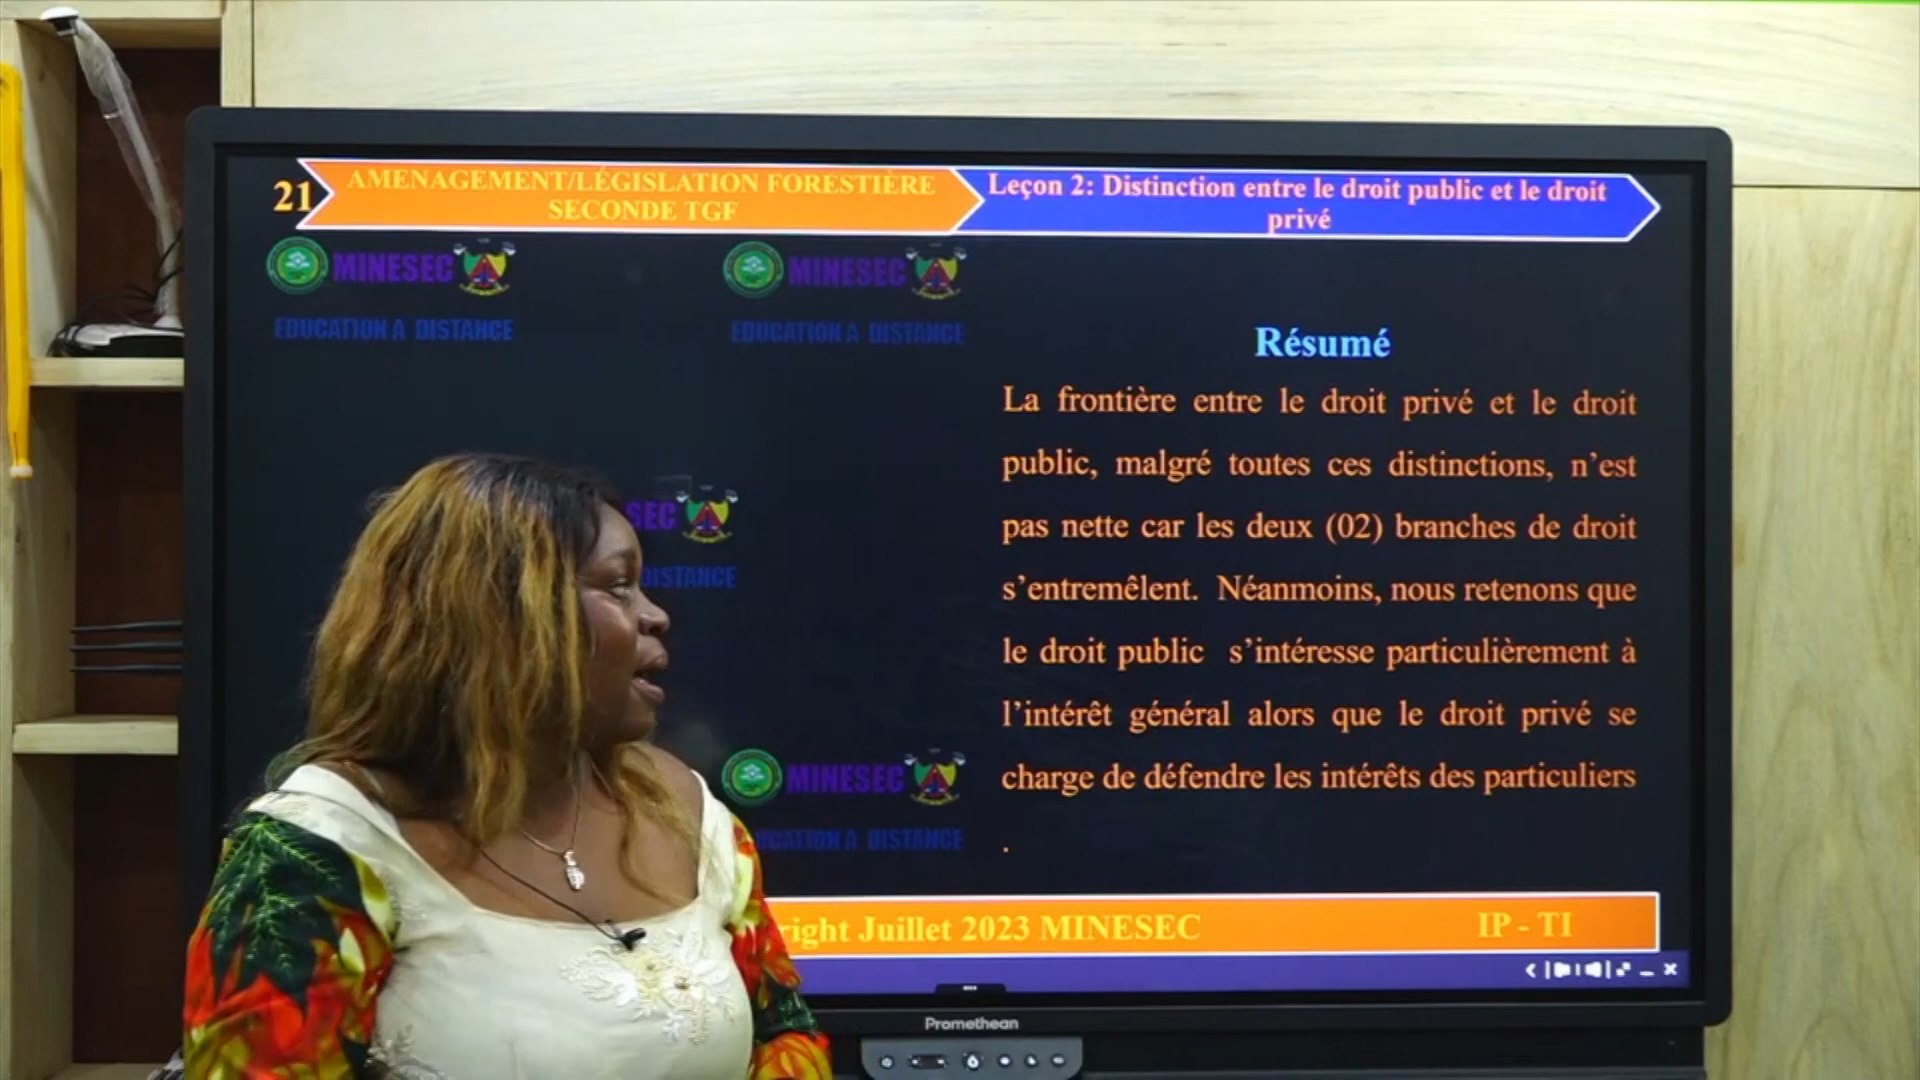 21
AMENAGEMENT/LÉGISLATION FORESTIÈRE
SECONDE TGF
Leçon 2: Distinction entre le droit public et le droit
privé
MINESEC
EDUCATION A DISTANCE
MINESEC
EDUCATION A DISTANCE
Résumé
La frontière entre le droit privé et le droit
public, malgré toutes ces distinctions, n’est
pas nette car les deux (02) branches de droit
s’entremêlent. Néanmoins, nous retenons que
le droit public s’intéresse particulièrement à
l’intérêt général alors que le droit privé se
charge de défendre les intérêts des particuliers
.
SEC
DISTANCE
MINESEC
UCATION A DISTANCE
right Juillet 2023 MINESEC
IP - TI
Promethean